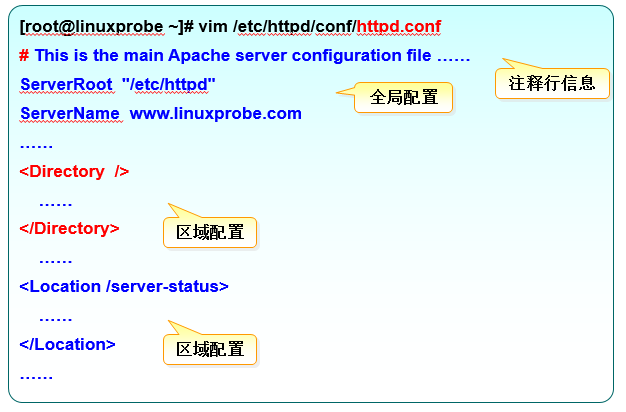 [root@linuxprobe ~]# vim /etc/httpd/conf/httpd.conf
# This is the main Apache server configuration file ……
注释行信息
ServerRoot "/etc/httpd"
全局配置
ServerName www.linuxprobe.com
……
<Directory />
……
</Directory>
区域配置
……
<Location /server-status>
……
</Location>
区域配置
……